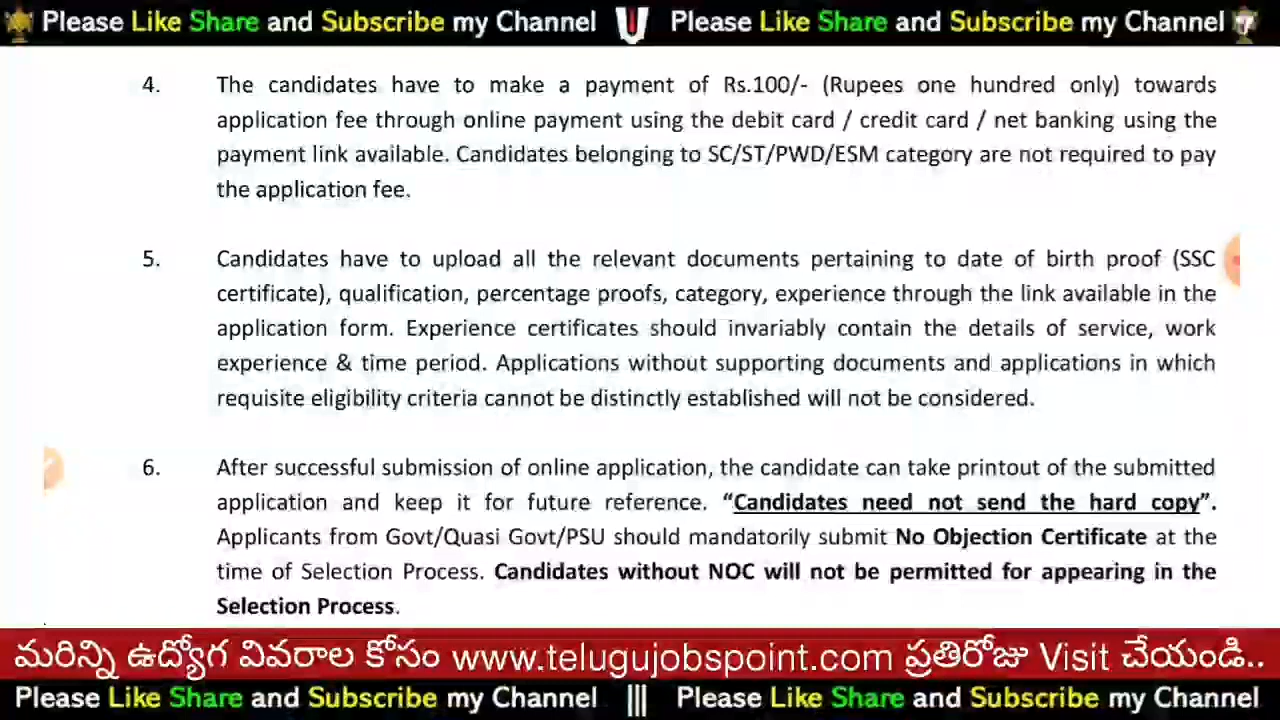 Please Like Share and Subscribe my Channel Please Like Share and Subscribe my Channel
4. The candidates have to make a payment of Rs.100/- (Rupees one hundred only) towards
application fee through online payment using the debit card / credit card / net banking using the
payment link available. Candidates belonging to SC/ST/PWD/ESM category are not required to pay
the application fee.
5. Candidates have to upload all the relevant documents pertaining to date of birth proof (SSC
certificate), qualification, percentage proofs, category, experience through the link available in the
application form. Experience certificates should invariably contain the details of service, work
experience & time period. Applications without supporting documents and applications in which
requisite eligibility criteria cannot be distinctly established will not be considered.
6. After successful submission of online application, the candidate can take printout of the submitted
application and keep it for future reference. “Candidates need not send the hard copy”.
Applicants from Govt/Quasi Govt/PSU should mandatorily submit No Objection Certificate at the
time of Selection Process. Candidates without NOC will not be permitted for appearing in the
Selection Process.
మరిన్ని ఉద్యోగ వివరాల కోసం www.telugujobspoint.com ప్రతిరోజు Visit చేయండి..
Please Like Share and Subscribe my Channel ||| Please Like Share and Subscribe my Channel